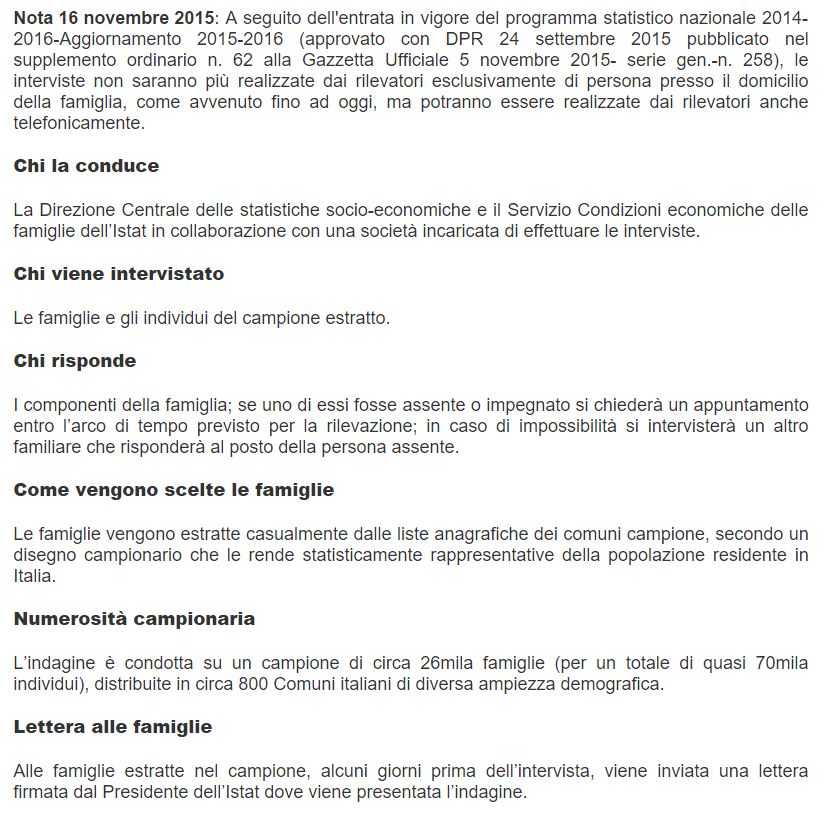 Nota 16 novembre 2015: A seguito dell'entrata in vigore del programma statistico nazionale 2014-
2016-Aggiornamento 2015-2016 (approvato con DPR 24 settembre 2015 pubblicato nel
supplemento ordinario n. 62 alla Gazzetta Ufficiale 5 novembre 2015- serie gen.-n. 258), le
interviste non saranno più realizzate dai rilevatori esclusivamente di persona presso il domicilio
della famiglia, come avvenuto fino ad oggi, ma potranno essere realizzate dai rilevatori anche
telefonicamente.
Chi la conduce
La Direzione Centrale delle statistiche socio-economiche e il Servizio Condizioni economiche delle
famiglie dell’Istat in collaborazione con una società incaricata di effettuare le interviste.
Chi viene intervistato
Le famiglie e gli individui del campione estratto.
Chi risponde
I componenti della famiglia; se uno di essi fosse assente o impegnato si chiederà un appuntamento
entro l’arco di tempo previsto per la rilevazione; in caso di impossibilità si intervisterà un altro
familiare che risponderà al posto della persona assente.
Come vengono scelte le famiglie
Le famiglie vengono estratte casualmente dalle liste anagrafiche dei comuni campione, secondo un
disegno campionario che le rende statisticamente rappresentative della popolazione residente in
Italia.
Numerosità campionaria
L’indagine è condotta su un campione di circa 26mila famiglie (per un totale di quasi 70mila
individui), distribuite in circa 800 Comuni italiani di diversa ampiezza demografica.
Lettera alle famiglie
Alle famiglie estratte nel campione, alcuni giorni prima dell’intervista, viene inviata una lettera
firmata dal Presidente dell’Istat dove viene presentata l’indagine.